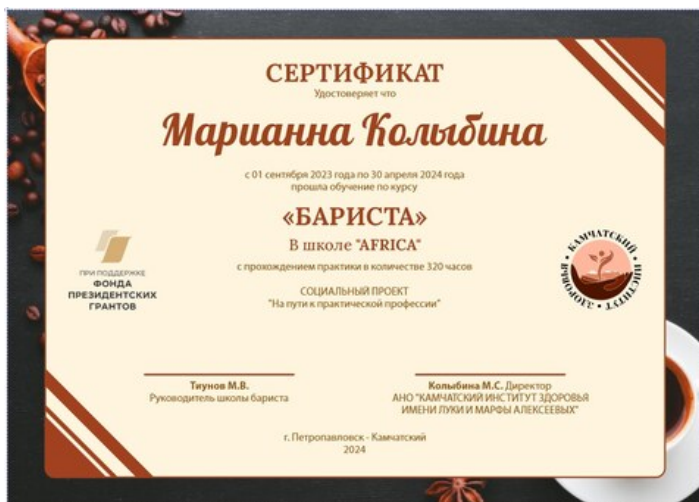 СЕРТИФИКАТ
Удостоверяет что
Марианна Колыбина
с 01 сентября 2023 года по 30 апреля 2024 года
прошла обучение по курсу
«БАРИСТА»
В школе "AFRICA"
с прохождением практики в количестве 320 часов
СОЦИАЛЬНЫЙ ПРОЕКТ
"На пути к практической профессии"
ПРИ ПОДДЕРЖКЕ
ФОНДА
ПРЕЗИДЕНТСКИХ
ГРАНТОВ
КАМЧАТСКИЙ • ИНСТИТУТ • ЗДОРОВЬЯ •
Тиунов М.В.
Руководитель школы бариста
Колыбина М.С. Директор
АНО "КАМЧАТСКИЙ ИНСТИТУТ ЗДОРОВЬЯ
ИМЕНИ ЛУКИ И МАРФЫ АЛЕКСЕЕВЫХ"
г. Петропавловск - Камчатский
2024